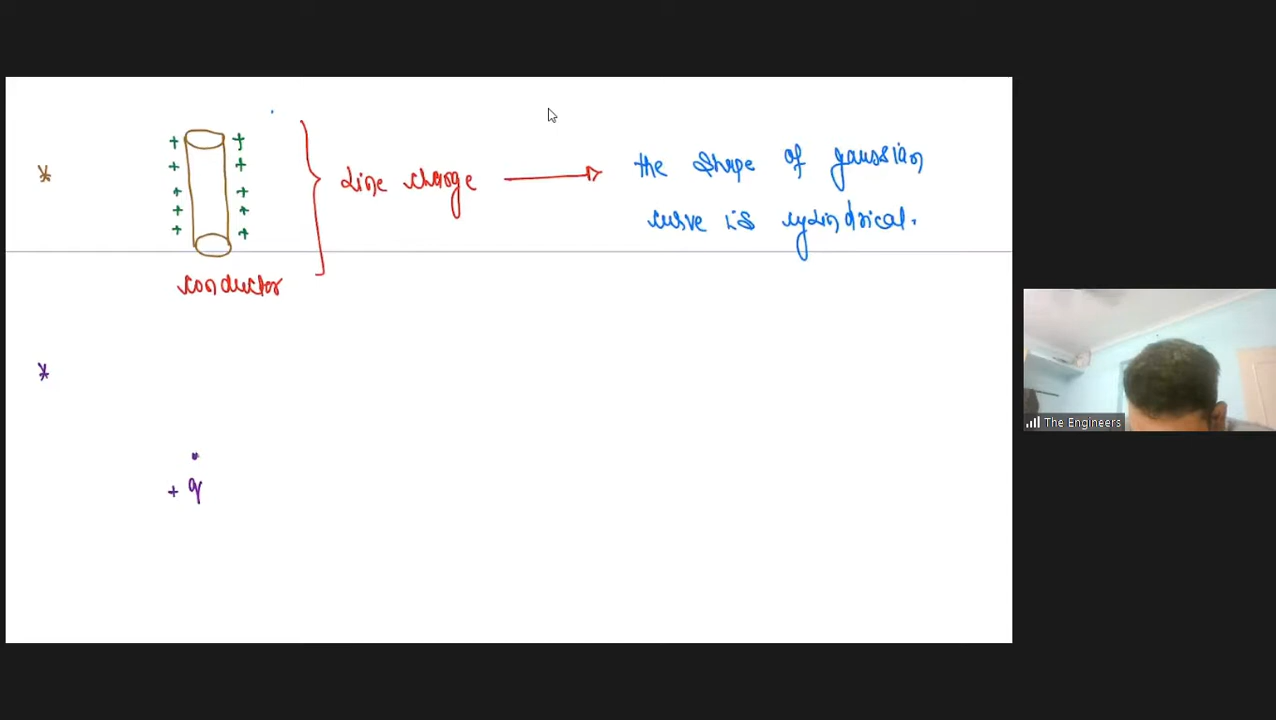 * + + + + + + + + + + Line charge → the shape of gaussian
curve is cylindrical.
conductor
*
+ q
The Engineers